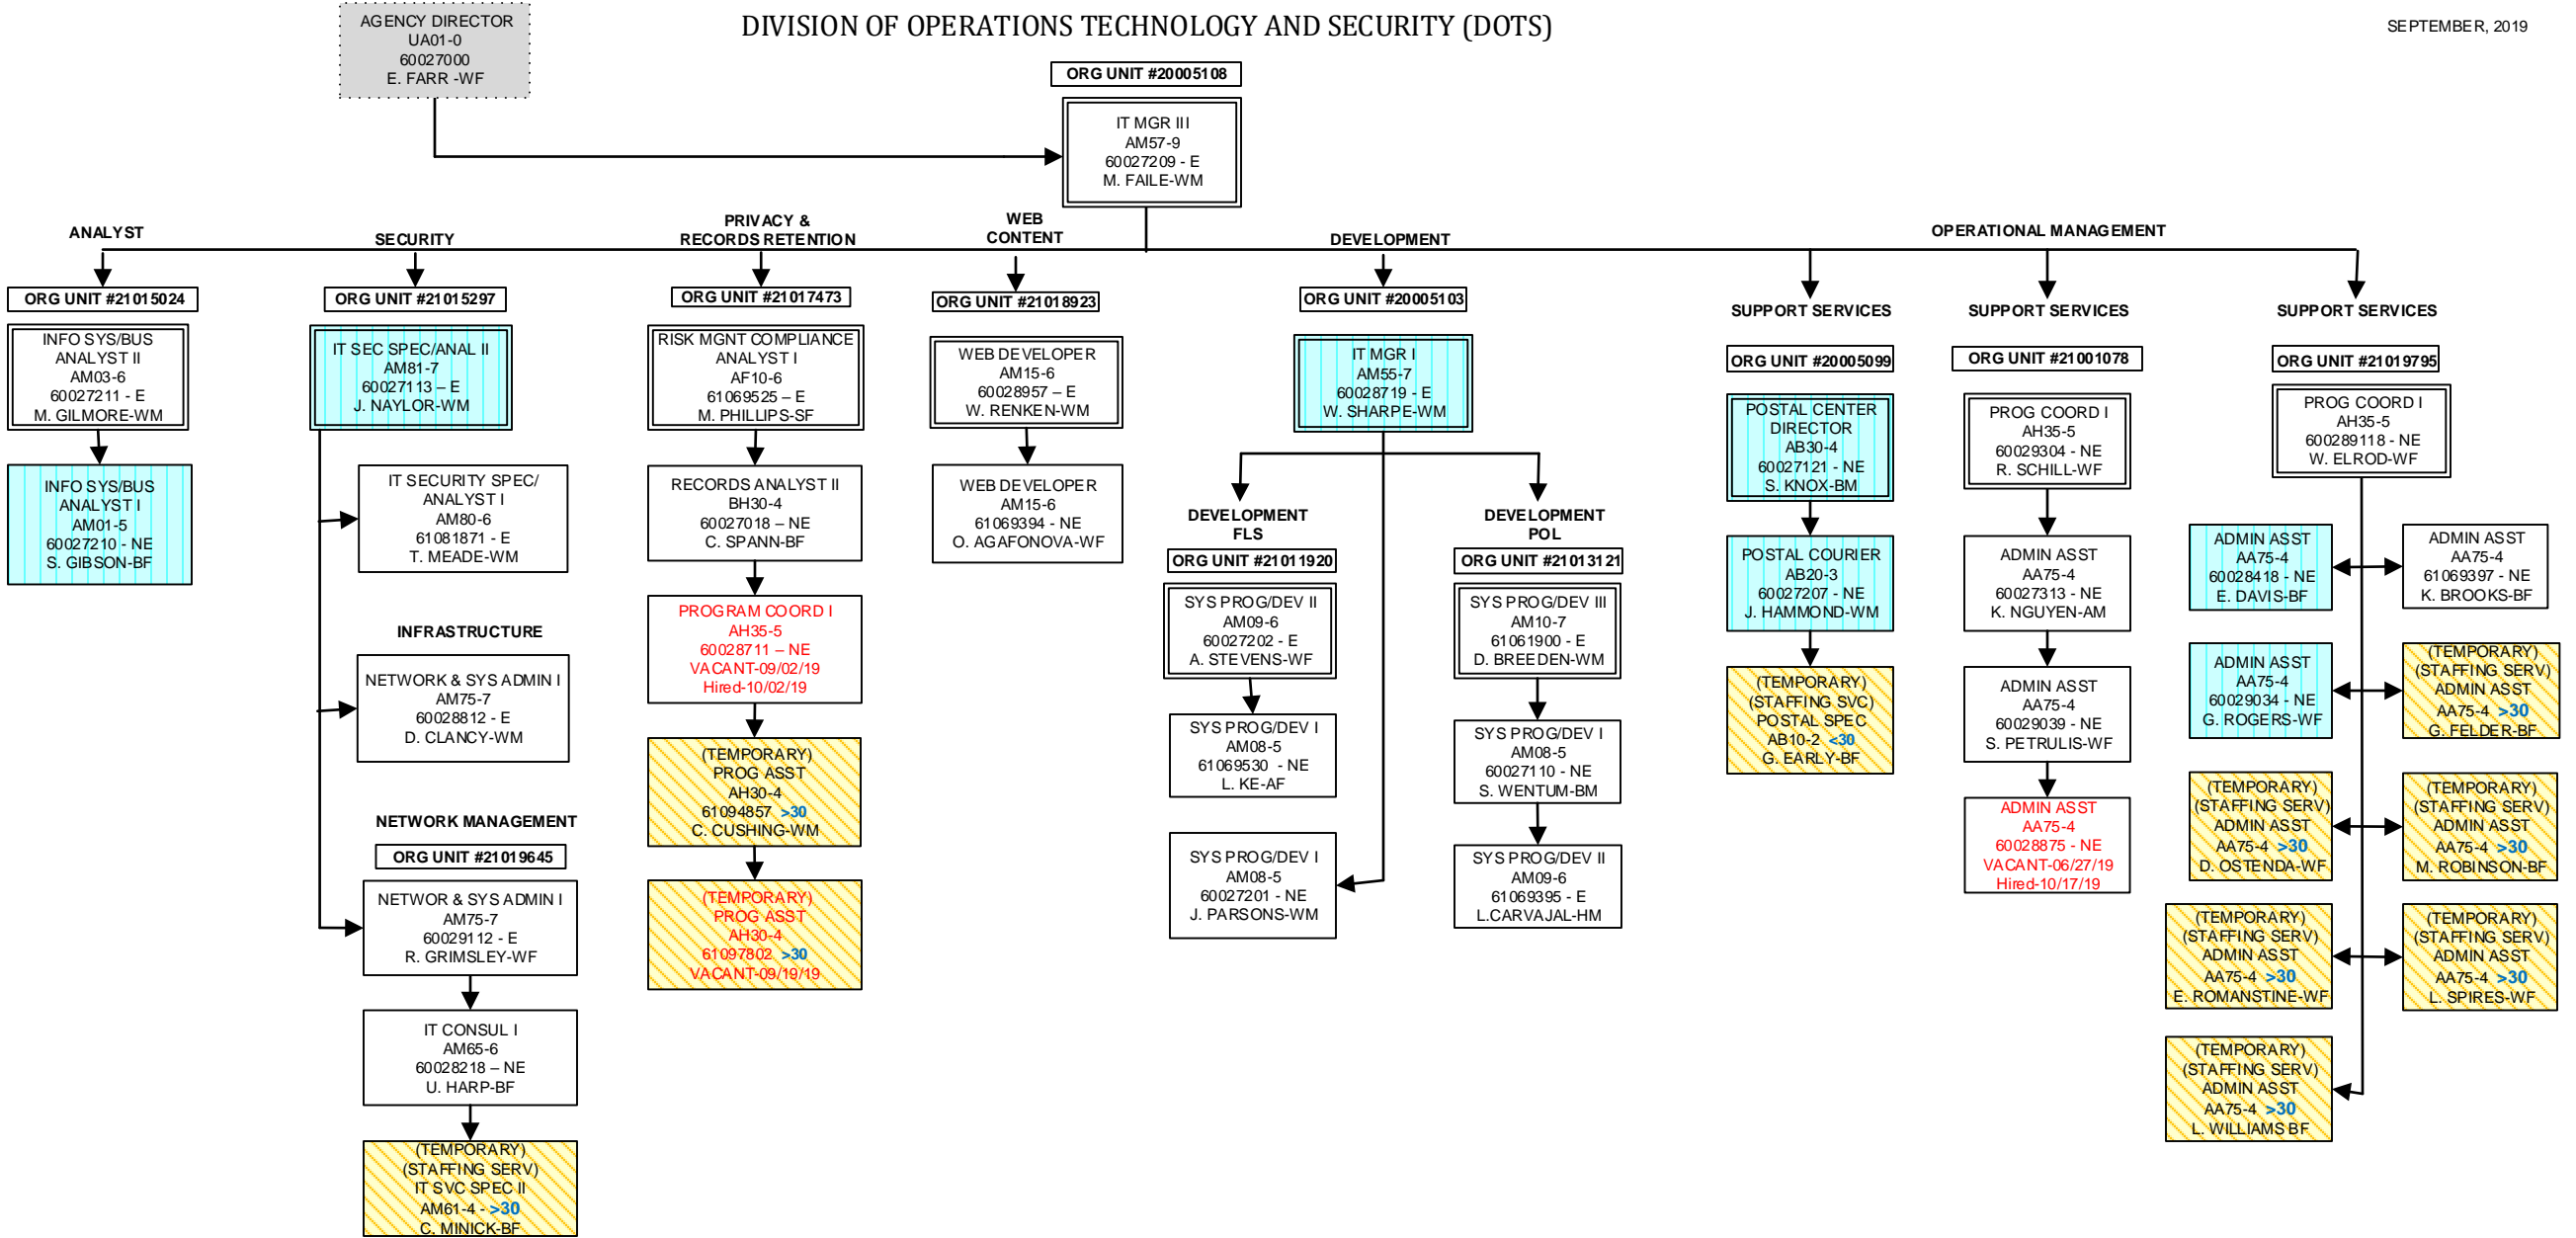 DIVISION OF OPERATIONS TECHNOLOGY AND SECURITY (DOTS)
SEPTEMBER, 2019
AGENCY DIRECTOR
UA01-0
60027000
E. FARR -WF
ORG UNIT #20005108
IT MGR III
AM57-9
60027209 - E
M. FAILE-WM
ANALYST
ORG UNIT #21015024
INFO SYS/BUS
ANALYST II
AM03-6
60027211 - E
M. GILMORE-WM
INFO SYS/BUS
ANALYST I
AM01-5
60027210 - NE
S. GIBSON-BF
SECURITY
ORG UNIT #21015297
IT SEC SPEC/ANAL II
AM81-7
60027113 – E
J. NAYLOR-WM
IT SECURITY SPEC/
ANALYST I
AM80-6
61081871 - E
T. MEADE-WM
INFRASTRUCTURE
NETWORK & SYS ADMIN I
AM75-7
60028812 - E
D. CLANCY-WM
NETWORK MANAGEMENT
ORG UNIT #21019645
NETWOR & SYS ADMIN I
AM75-7
60029112 - E
R. GRIMSLEY-WF
IT CONSUL I
AM65-6
60028218 – NE
U. HARP-BF
(TEMPORARY)
(STAFFING SERV)
IT SVC SPEC II
AM61-4 - >30
C. MINICK-BF
PRIVACY &
RECORDS RETENTION
ORG UNIT #21017473
RISK MGNT COMPLIANCE
ANALYST I
AF10-6
61069525 – E
M. PHILLIPS-SF
RECORDS ANALYST II
BH30-4
60027018 – NE
C. SPANN-BF
PROGRAM COORD I
AH35-5
60028711 – NE
VACANT-09/02/19
Hired-10/02/19
(TEMPORARY)
PROG ASST
AH30-4
61094857 >30
C. CUSHING-WM
(TEMPORARY)
PROG ASST
AH30-4
61097802 >30
VACANT-09/19/19
WEB
CONTENT
ORG UNIT #21018923
WEB DEVELOPER
AM15-6
60028957 – E
W. RENKEN-WM
WEB DEVELOPER
AM15-6
61069394 - NE
O. AGAFONOVA-WF
DEVELOPMENT
ORG UNIT #20005103
IT MGR I
AM55-7
60028719 - E
W. SHARPE-WM
DEVELOPMENT
FLS
ORG UNIT #21011920
SYS PROG/DEV II
AM09-6
60027202 - E
A. STEVENS-WF
SYS PROG/DEV I
AM08-5
61069530 - NE
L. KE-AF
SYS PROG/DEV I
AM08-5
60027201 - NE
J. PARSONS-WM
DEVELOPMENT
POL
ORG UNIT #21013121
SYS PROG/DEV III
AM10-7
61061900 - E
D. BREEDEN-WM
SYS PROG/DEV I
AM08-5
60027110 - NE
S. WENTUM-BM
SYS PROG/DEV II
AM09-6
61069395 - E
L.CARVAJAL-HM
OPERATIONAL MANAGEMENT
SUPPORT SERVICES
ORG UNIT #20005099
POSTAL CENTER
DIRECTOR
AB30-4
60027121 - NE
S. KNOX-BM
POSTAL COURIER
AB20-3
60027207 - NE
J. HAMMOND-WM
(TEMPORARY)
(STAFFING SVC)
POSTAL SPEC
AB10-2 <30
G. EARLY-BF
SUPPORT SERVICES
ORG UNIT #21001078
PROG COORD I
AH35-5
60029304 - NE
R. SCHILL-WF
ADMIN ASST
AA75-4
60027313 - NE
K. NGUYEN-AM
ADMIN ASST
AA75-4
60029039 - NE
S. PETRULIS-WF
ADMIN ASST
AA75-4
60028875 - NE
VACANT-06/27/19
Hired-10/17/19
SUPPORT SERVICES
ORG UNIT #21019795
PROG COORD I
AH35-5
600289118 - NE
W. ELROD-WF
ADMIN ASST
AA75-4
60028418 - NE
E. DAVIS-BF
ADMIN ASST
AA75-4
61069397 - NE
K. BROOKS-BF
ADMIN ASST
AA75-4
60029034 - NE
G. ROGERS-WF
(TEMPORARY)
(STAFFING SERV)
ADMIN ASST
AA75-4 >30
G. FELDER-BF
(TEMPORARY)
(STAFFING SERV)
ADMIN ASST
AA75-4 >30
D. OSTENDA-WF
(TEMPORARY)
(STAFFING SERV)
ADMIN ASST
AA75-4 >30
M. ROBINSON-BF
(TEMPORARY)
(STAFFING SERV)
ADMIN ASST
AA75-4 >30
E. ROMANSTINE-WF
(TEMPORARY)
(STAFFING SERV)
ADMIN ASST
AA75-4 >30
L. SPIRES-WF
(TEMPORARY)
(STAFFING SERV)
ADMIN ASST
AA75-4 >30
L. WILLIAMS BF